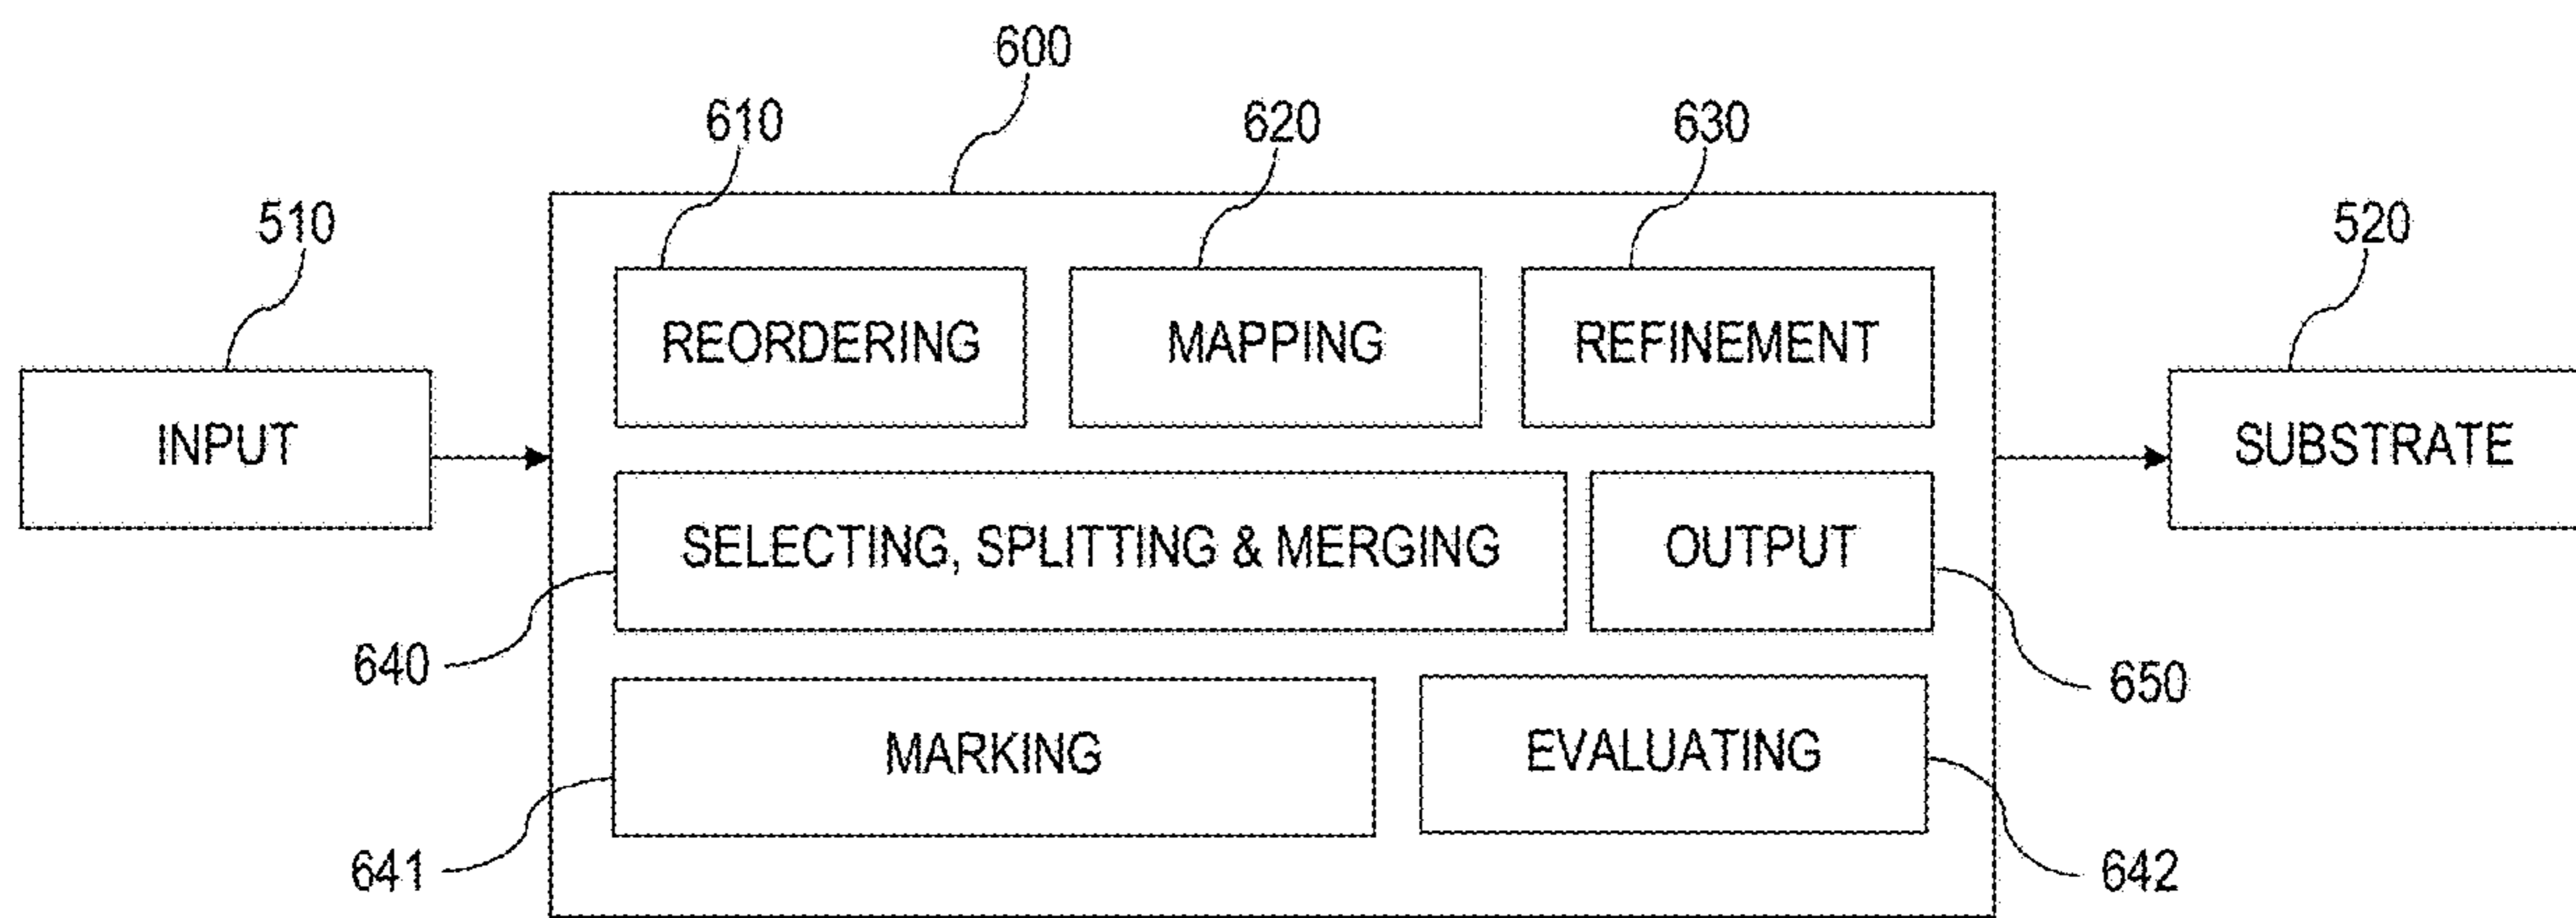 600
610
620
630
510
520
REORDERING
MAPPING
REFINEMENT
INPUT
SUBSTRATE
SELECTING, SPLITTING & MERGING
OUTPUT
640
650
MARKING
EVALUATING
641
642